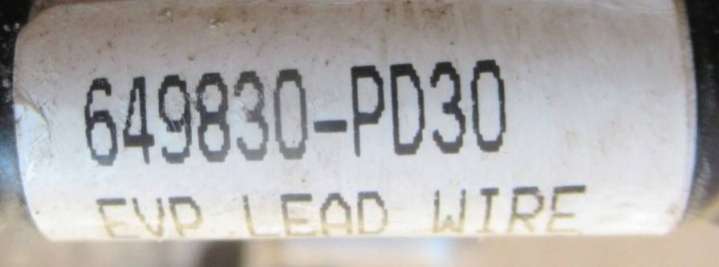 649830-PD30
EVP LEAD WIRE